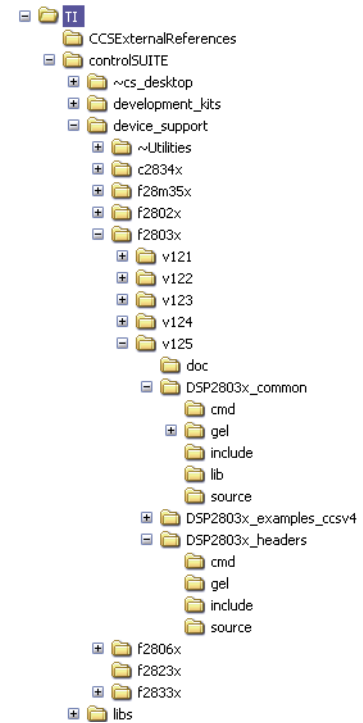 TI
CCSExternalReferences
controlSUITE
~cs_desktop
development_kits
device_support
~Utilities
c2834x
f28m35x
f2802x
f2803x
v121
v122
v123
v124
v125
doc
DSP2803x_common
cmd
gel
include
lib
source
DSP2803x_examples_ccsv4
DSP2803x_headers
cmd
gel
include
source
f2806x
f2823x
f2833x
libs